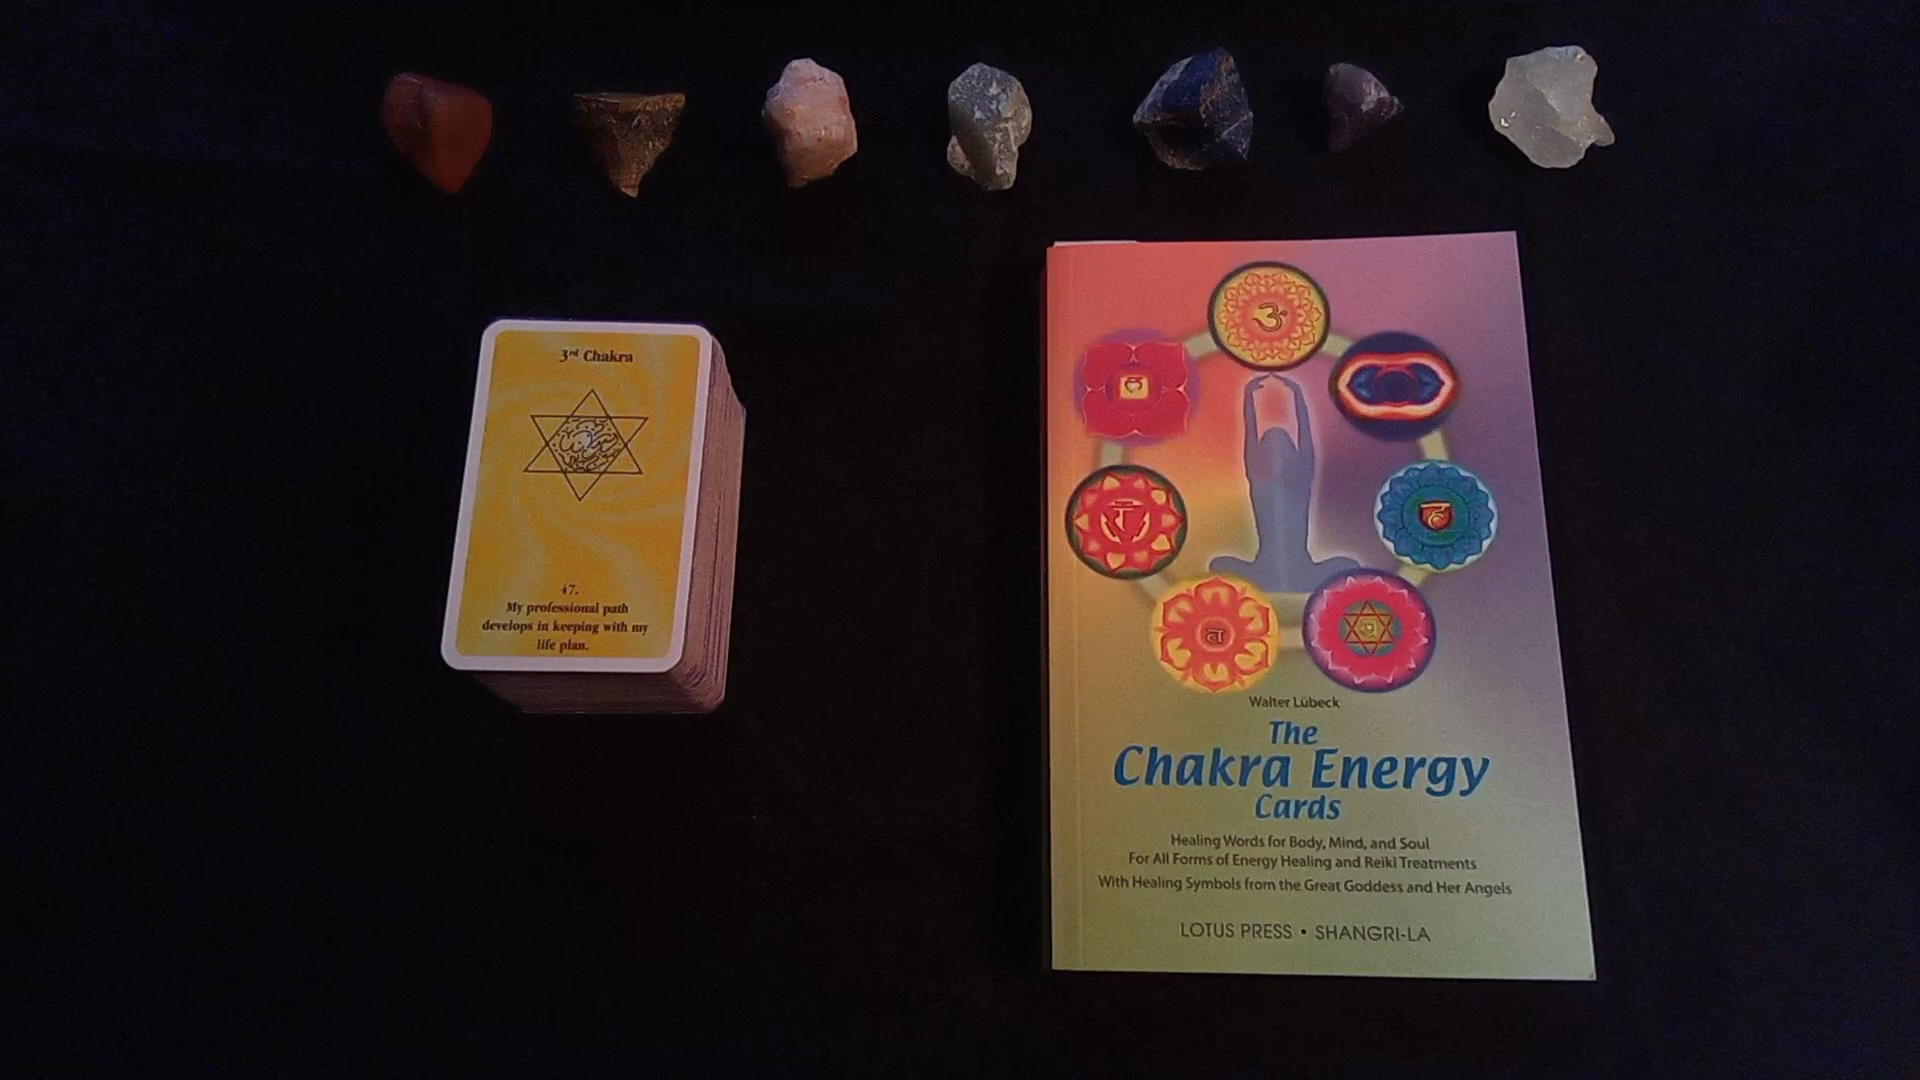 3rd Chakra
47.
My professional path
develops in keeping with my
life plan.
ॐ
ह
रं
व
Walter Lübeck
The
Chakra Energy
Cards
Healing Words for Body, Mind, and Soul
For All Forms of Energy Healing and Reiki Treatments
With Healing Symbols from the Great Goddess and Her Angels
LOTUS PRESS • SHANGRI-LA